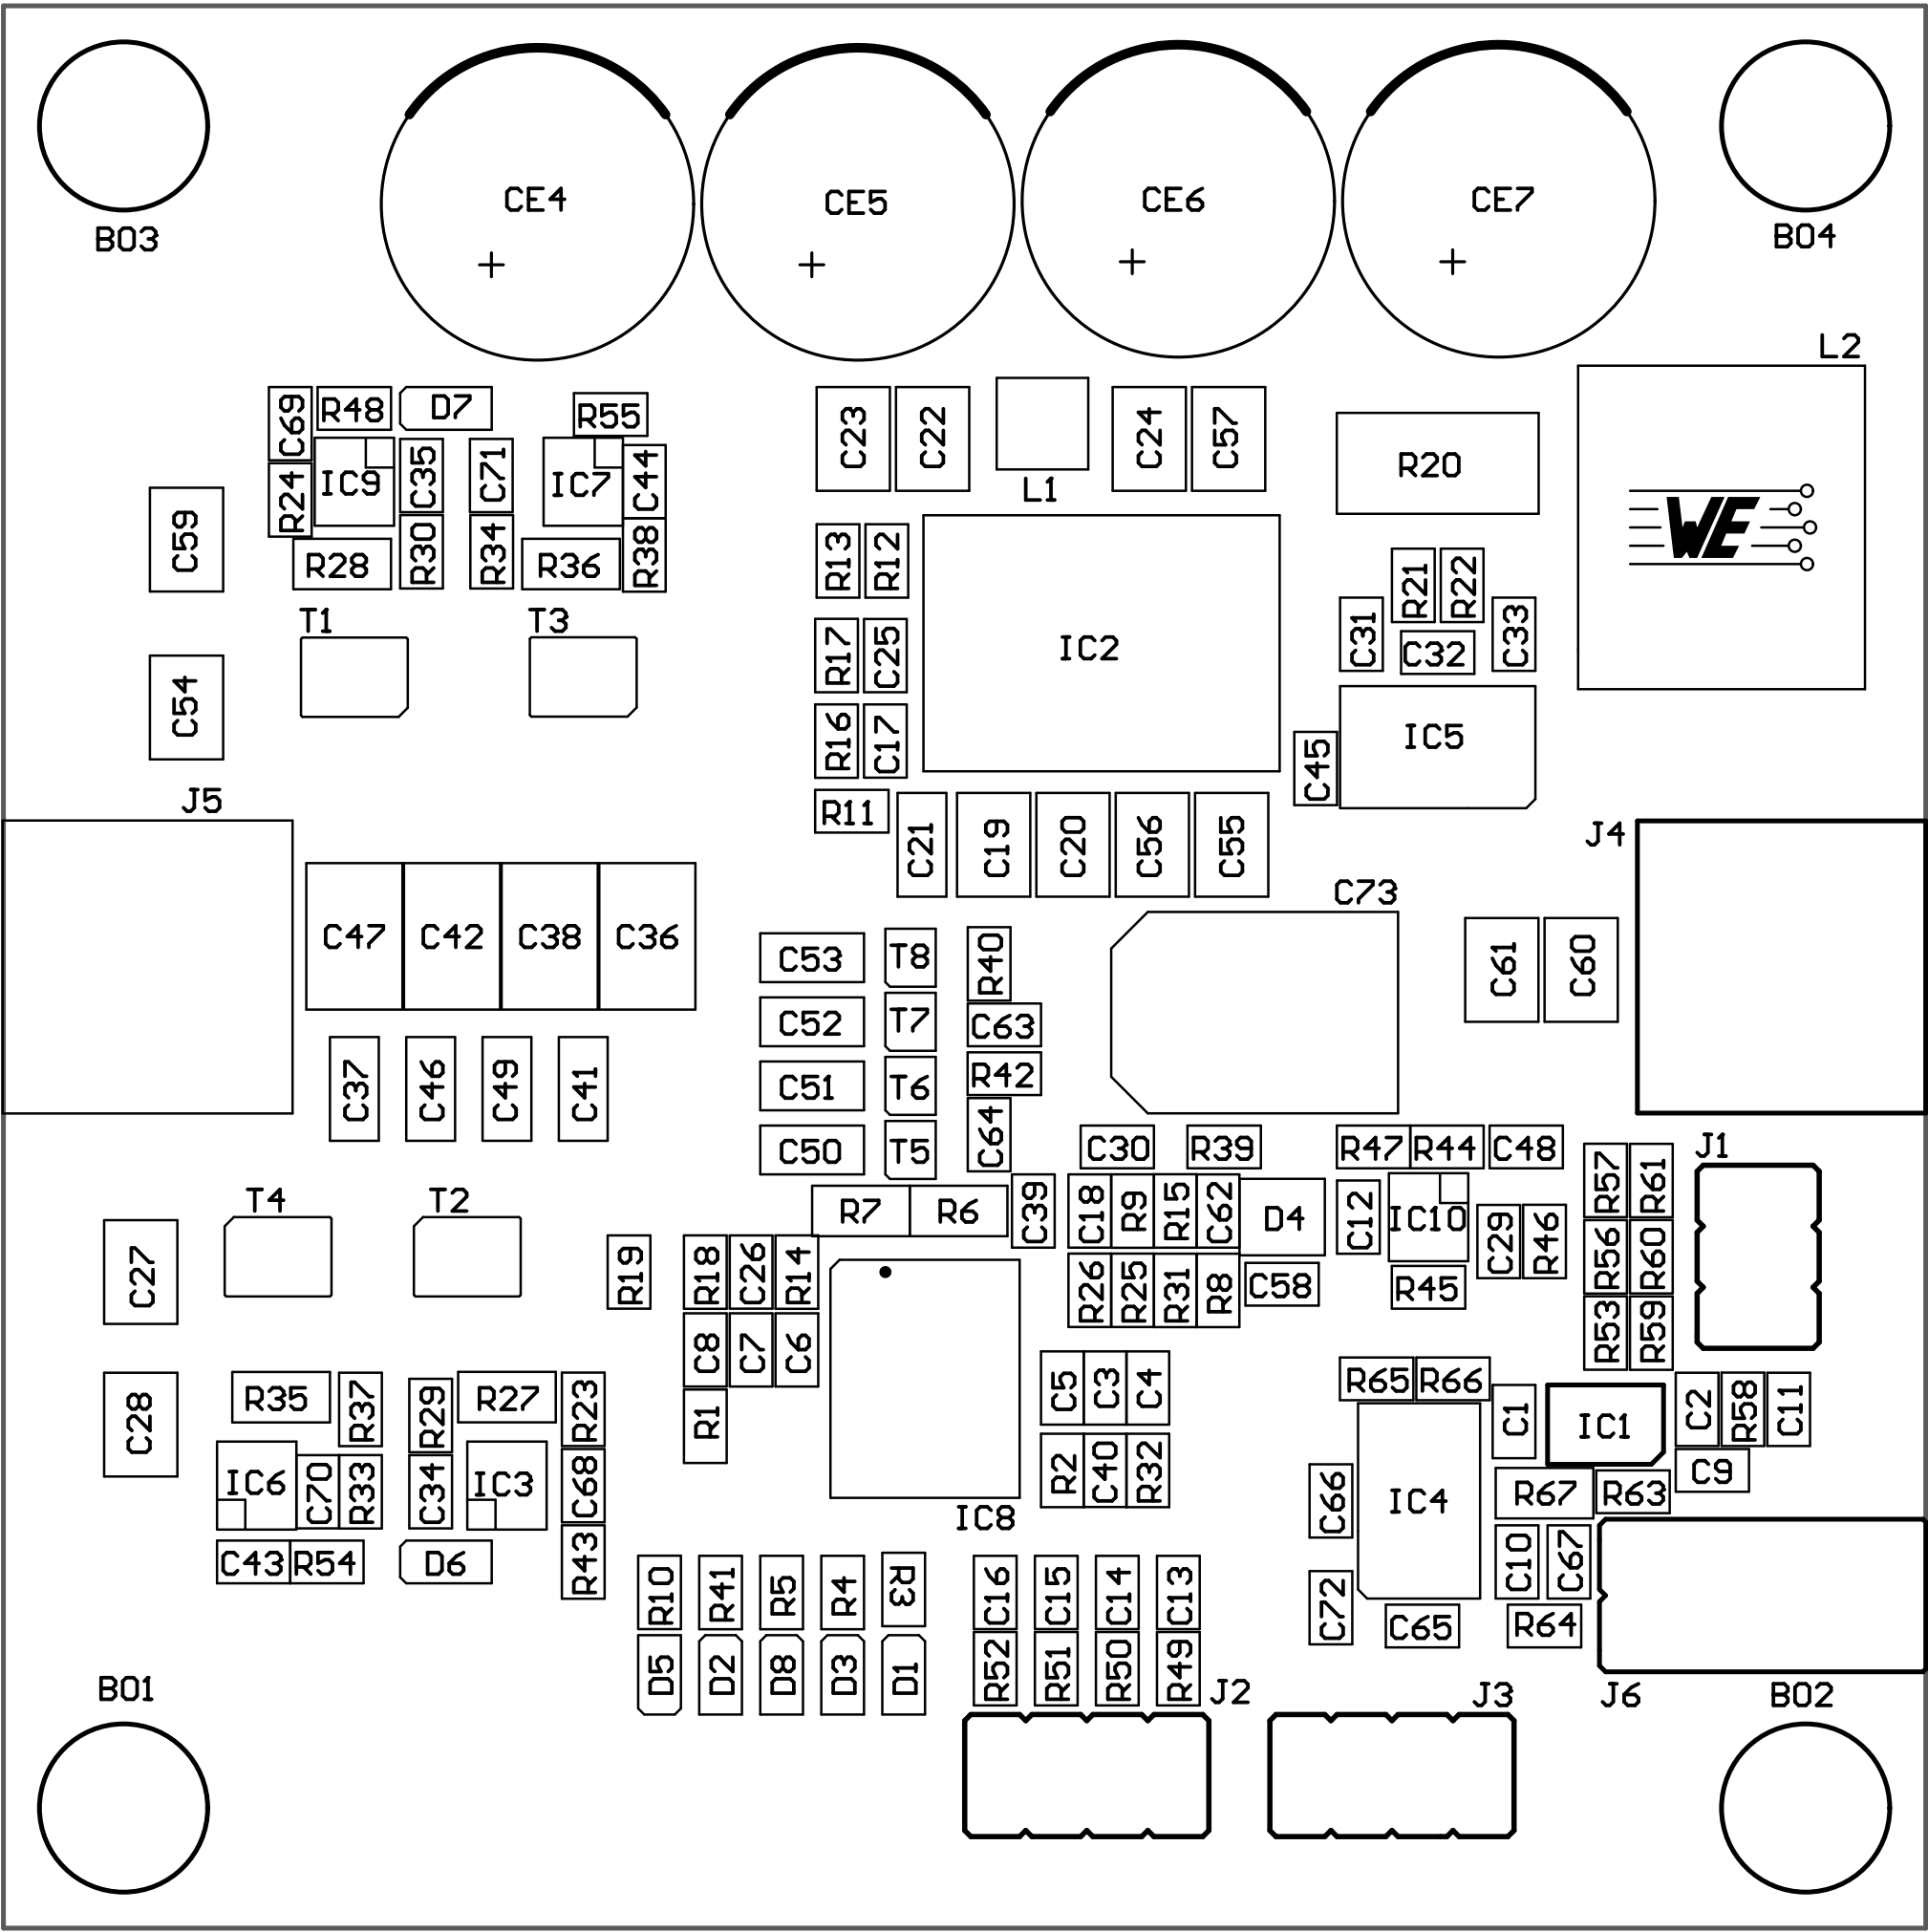 CE4 CE5 CE6 CE7
BO3 BO4
L2
C69 R48 D7 R55
C23 C22 C24 C57
R20
IC9 C35 C71 IC7 C44
R24 L1
WE
C59 R28 R30 R34 R36 R38
R13 R12 R21 R22
T1 T3
R17 C25 IC2 C31 C32 C33
C54
R16 C17 C45 IC5
J5 R11 J4
C21 C19 C20 C56 C55
C73
C47 C42 C38 C36
C53 T8 R40 C61 C60
C52 T7 C63
C37 C46 C49 C41 C51 T6 R42
C50 T5 C64 C30 R39 R47 R44 C48 J1
R57 R61
T4 T2 R7 R6 C39 C18 R9 R15 C62 D4 C12 IC10 C29 R46
C27 R19 R18 C26 R14 R26 R25 R31 R8 C58 R45 R56 R60
C8 C7 C6 R53 R59
C28 R35 R37 R29 R27 R23 R1 C5 C3 C4 R65 R66 C1 IC1 C2 R58 C11
IC6 C70 R33 C34 IC3 C68 R2 C40 R32 C66 IC4 R67 R63 C9
IC8
C43 R54 D6 R43 C10 C67
R10 R41 R5 R4 R3 C16 C15 C14 C13 C72 C65 R64
D5 D2 D8 D3 D1 R52 R51 R50 R49
BO1 J2 J3 J6 BO2